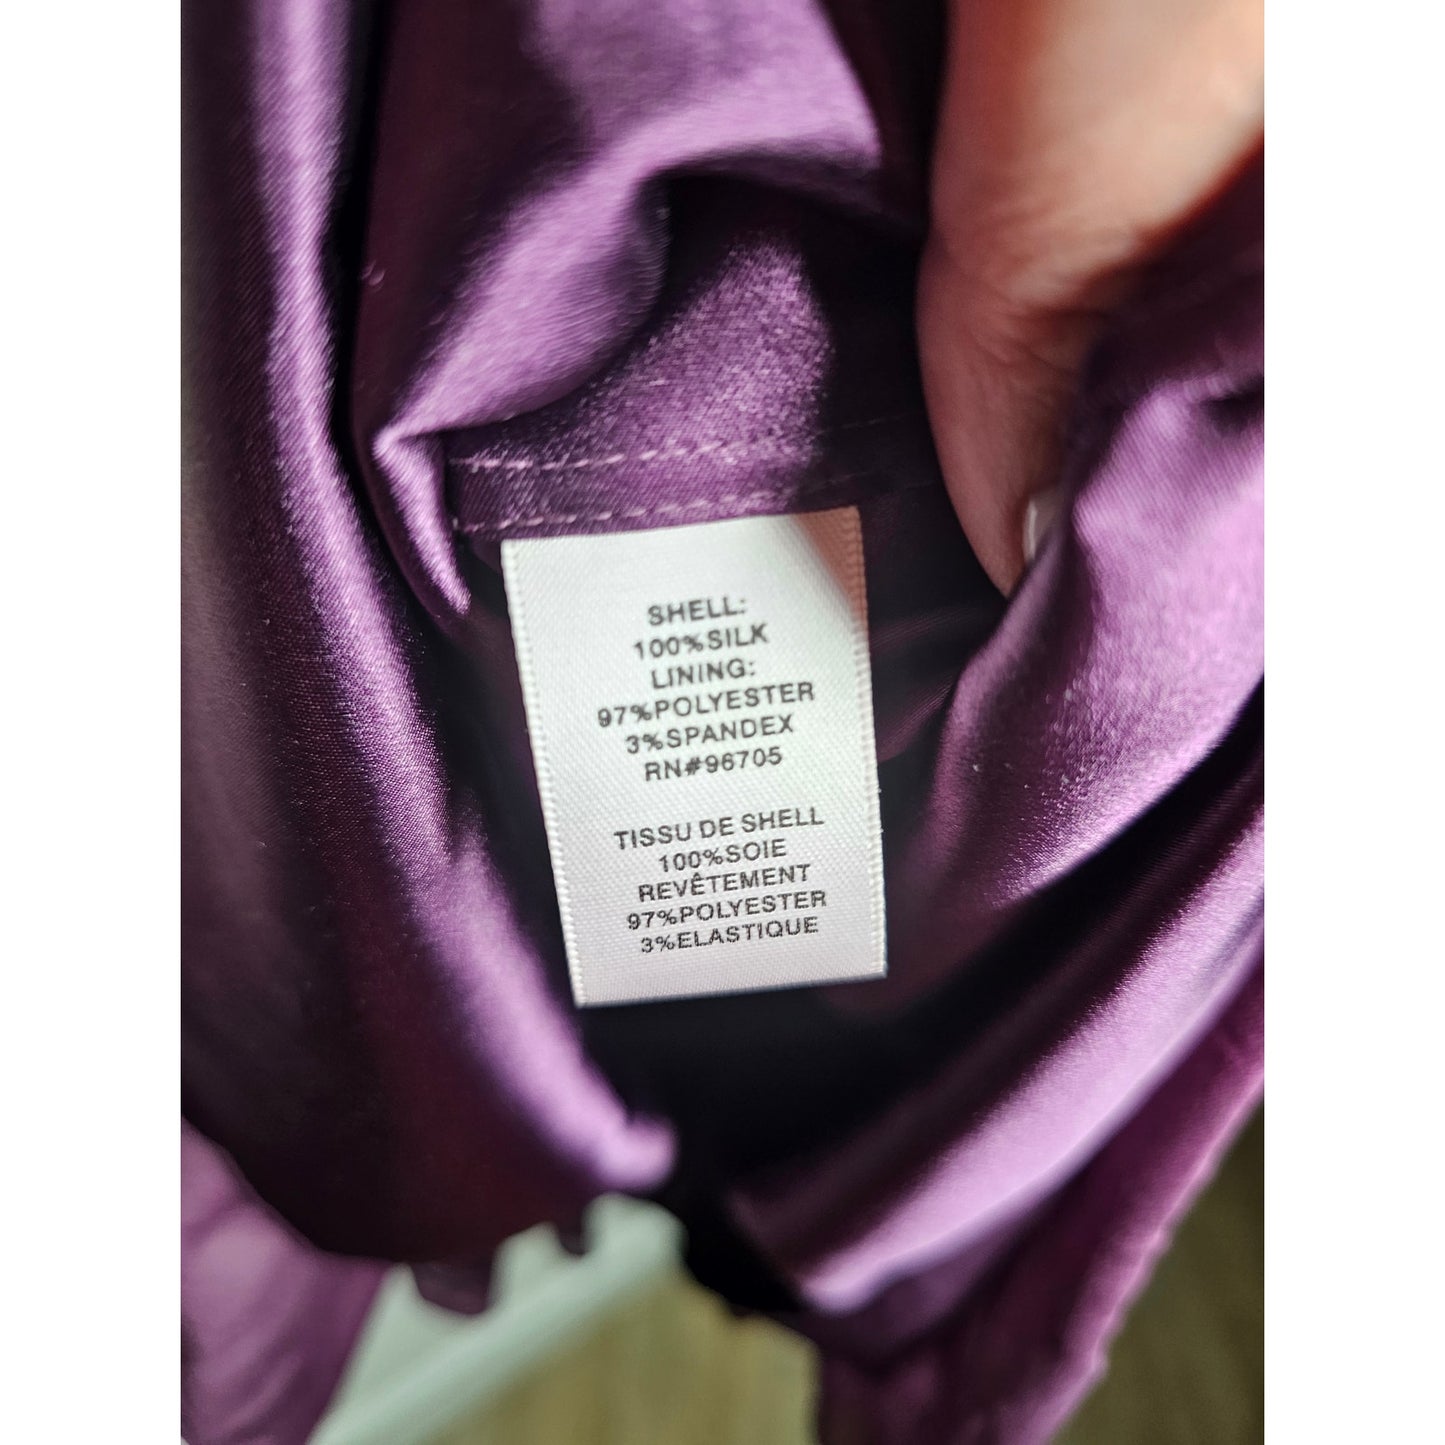 SHELL:
100%SILK
LINING:
97%POLYESTER
3%SPANDEX
RN#96705
TISSU DE SHELL
100%SOIE
REVÊTEMENT
97%POLYESTER
3%ELASTIQUE